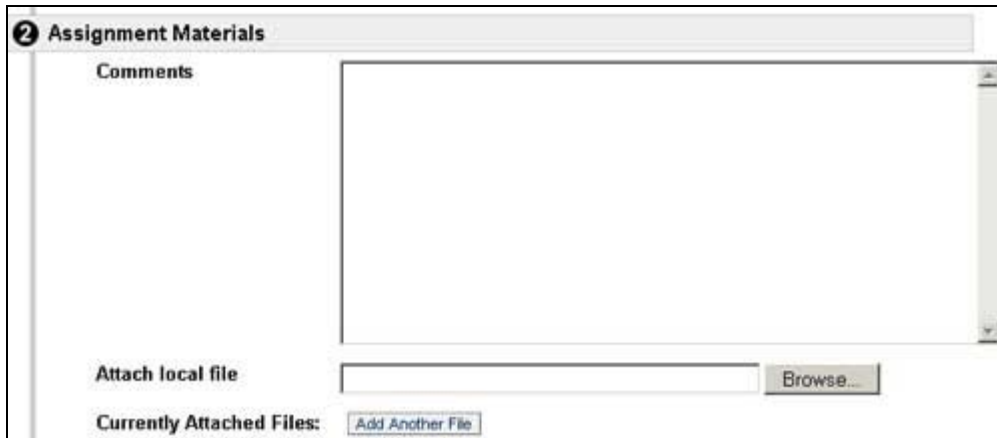 2 Assignment Materials
Comments
Attach local file Browse...
Currently Attached Files: Add Another File